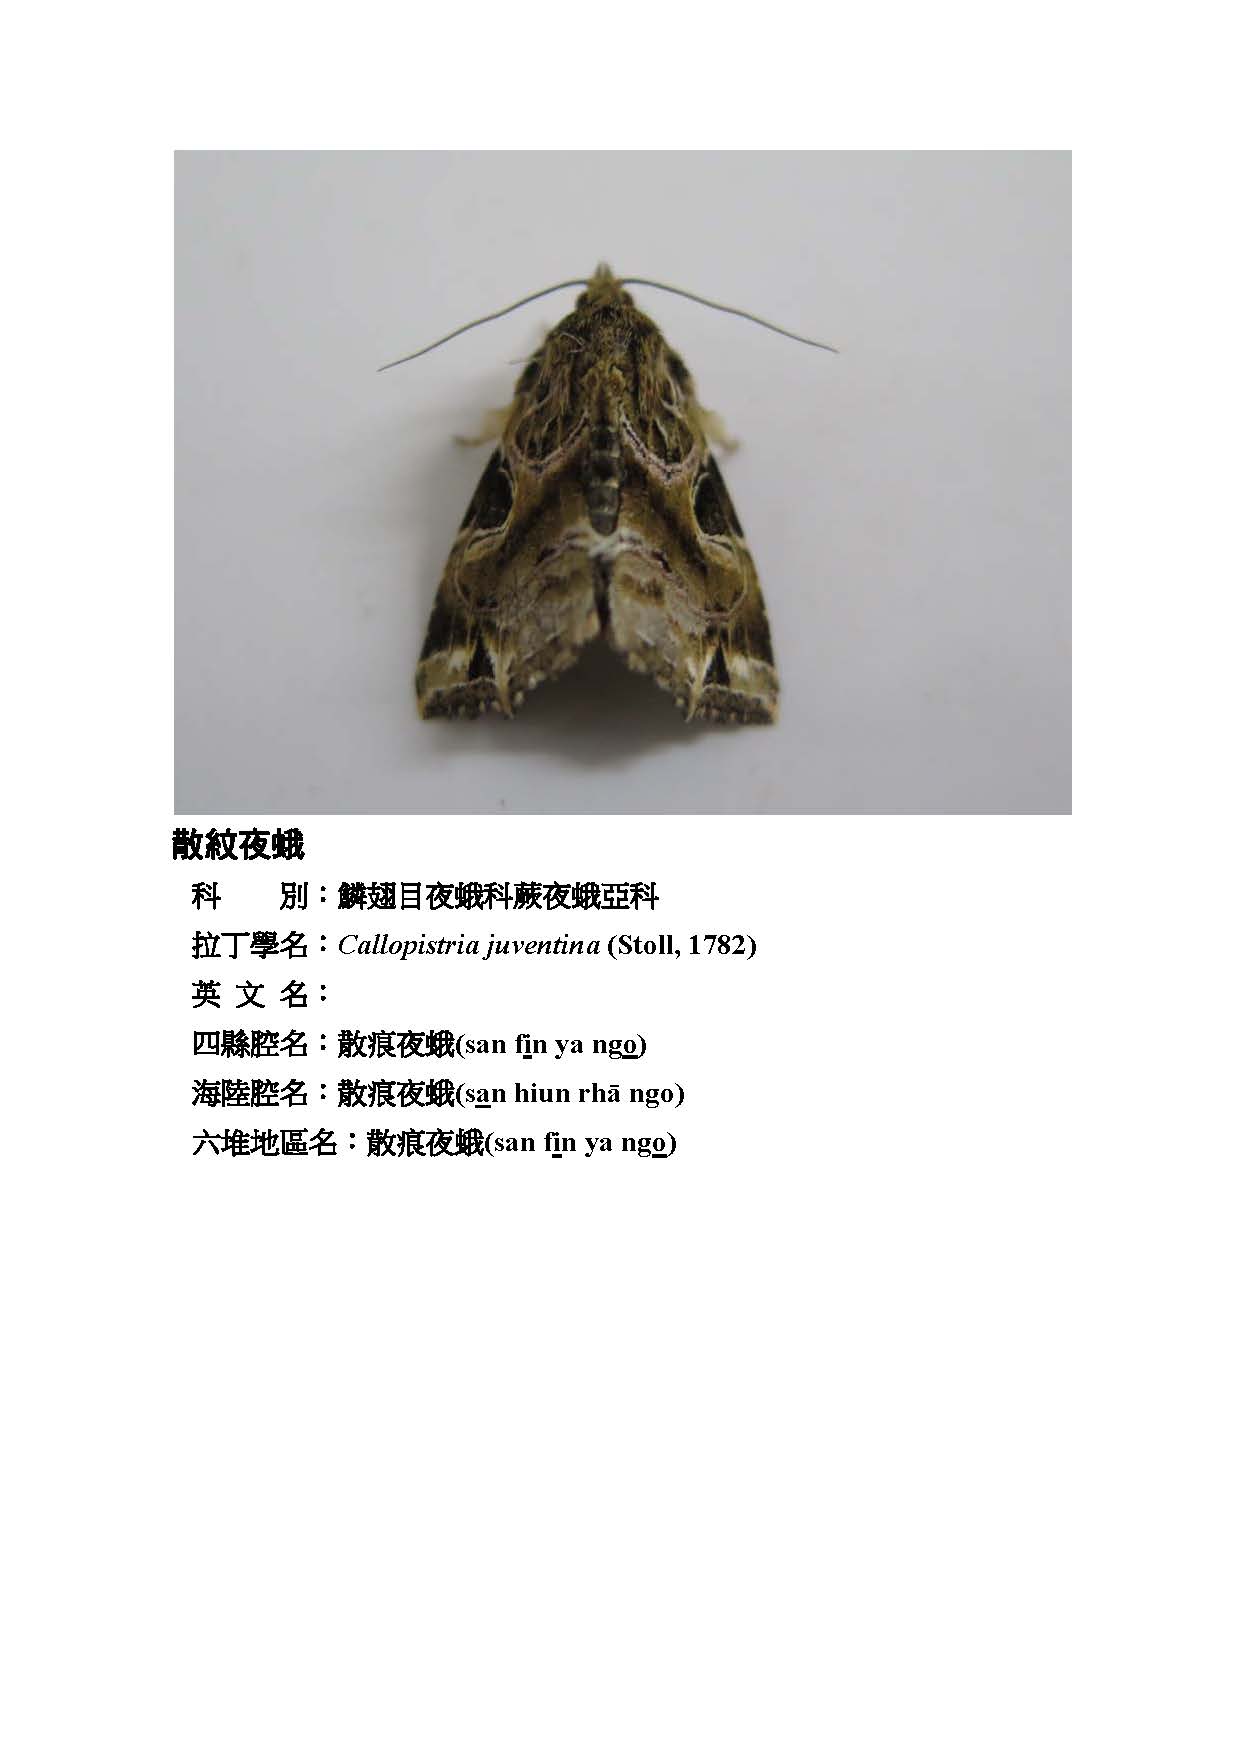 散紋夜蛾
科　　別：鱗翅目夜蛾科蕨夜蛾亞科
拉丁學名：Callopistria juventina (Stoll, 1782)
英 文 名：
四縣腔名：散痕夜蛾(san fin ya ngo)
海陸腔名：散痕夜蛾(san hiun rhā ngo)
六堆地區名：散痕夜蛾(san fin ya ngo)